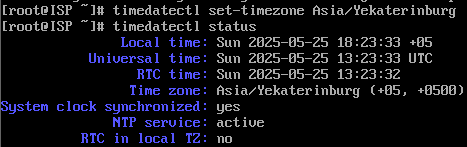 [root@ISP ]# timedatectl set-timezone Asia/Yekaterinburg
[root@ISP ]# timedatectl status
Local time: Sun 2025-05-25 18:23:33 +05
Universal time: Sun 2025-05-25 13:23:33 UTC
RTC time: Sun 2025-05-25 13:23:32
Time zone: Asia/Yekaterinburg (+05, +0500)
System clock synchronized: yes
NTP service: active
RTC in local TZ: no